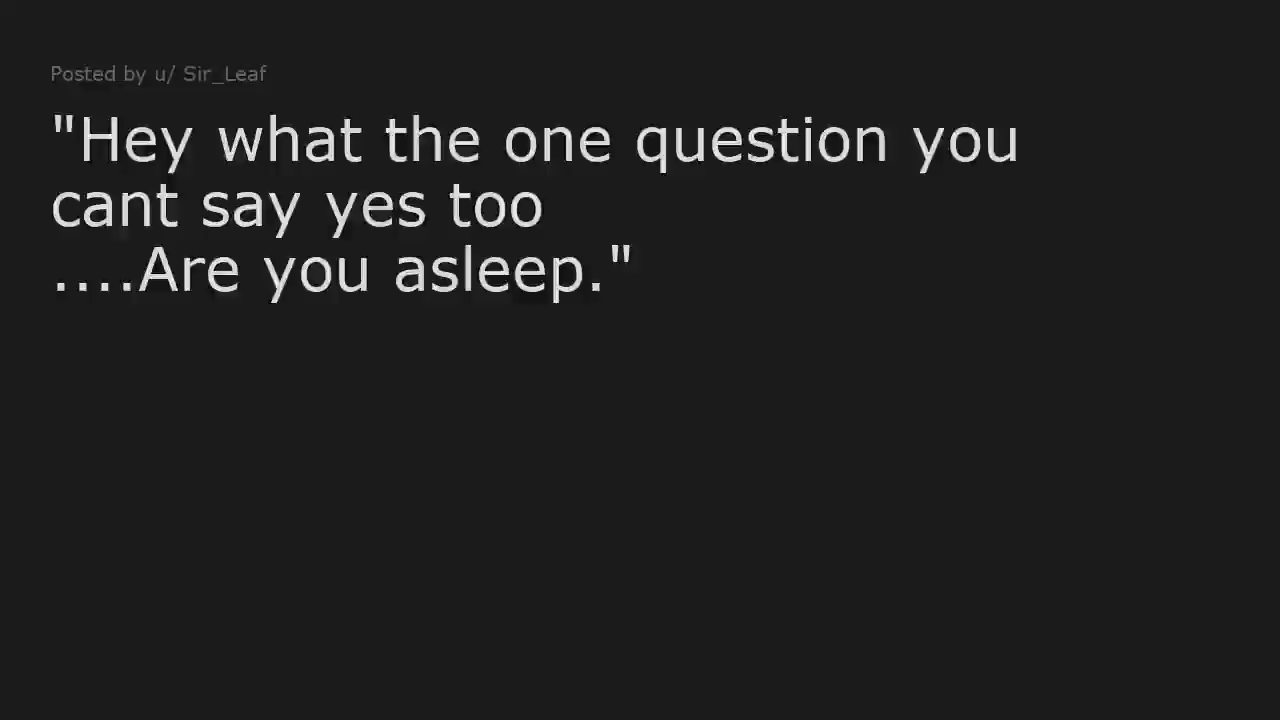 Posted by u/ Sir_Leaf
"Hey what the one question you
cant say yes too
....Are you asleep."